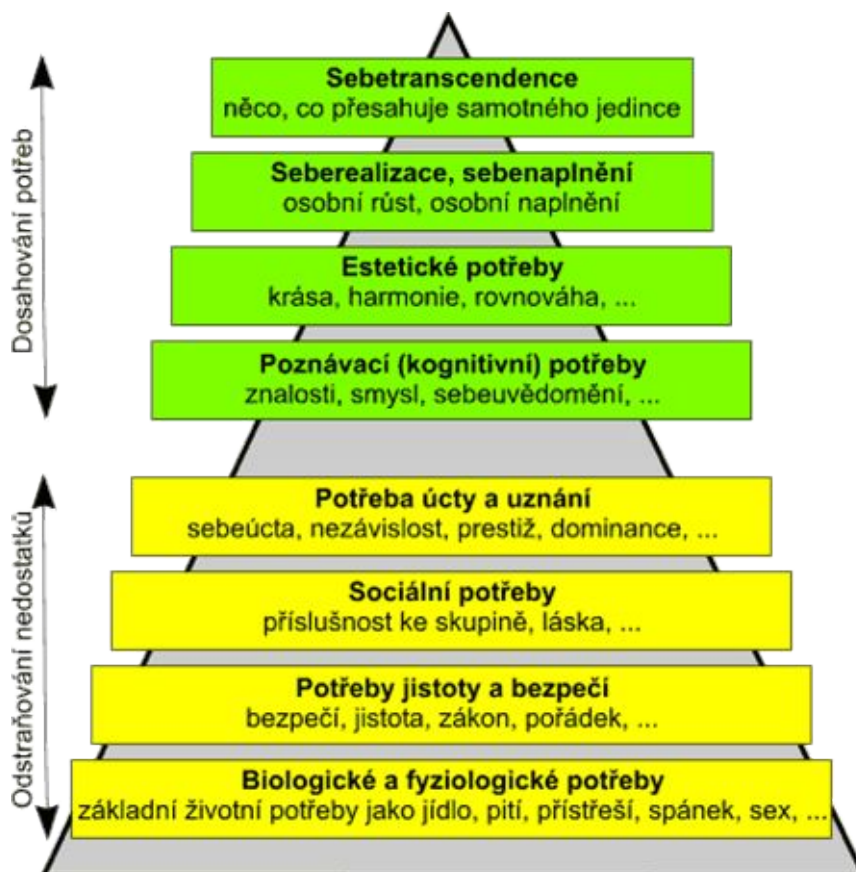 Dosahování potřeb
Sebetranscendence
něco, co přesahuje samotného jedince
Seberealizace, sebenaplnění
osobní růst, osobní naplnění
Estetické potřeby
krása, harmonie, rovnováha, ...
Poznávací (kognitivní) potřeby
znalosti, smysl, sebeuvědomění, ...
Odstraňování nedostatků
Potřeba úcty a uznání
sebeúcta, nezávislost, prestiž, dominance, ...
Sociální potřeby
příslušnost ke skupině, láska, ...
Potřeby jistoty a bezpečí
bezpečí, jistota, zákon, pořádek, ...
Biologické a fyziologické potřeby
základní životní potřeby jako jídlo, pití, přístřeší, spánek, sex, ...